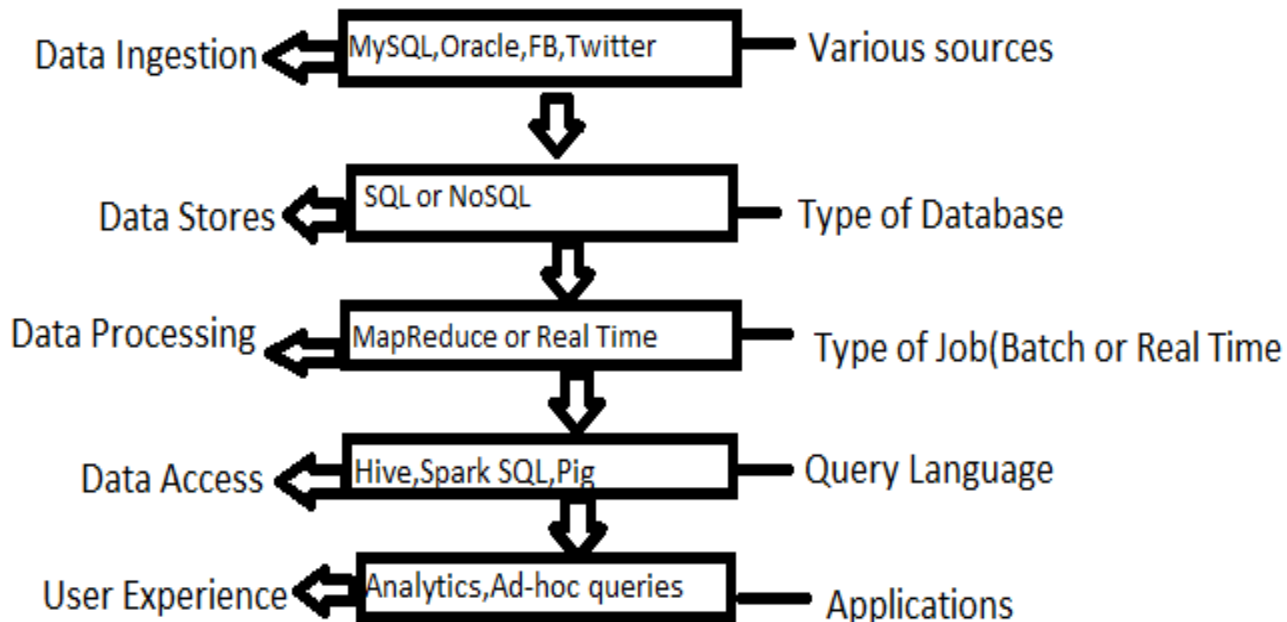 Data Ingestion
MySQL,Oracle,FB,Twitter
Various sources
Data Stores
SQL or NoSQL
Type of Database
Data Processing
MapReduce or Real Time
Type of Job(Batch or Real Time
Data Access
Hive,Spark SQL,Pig
Query Language
User Experience
Analytics,Ad-hoc queries
Applications